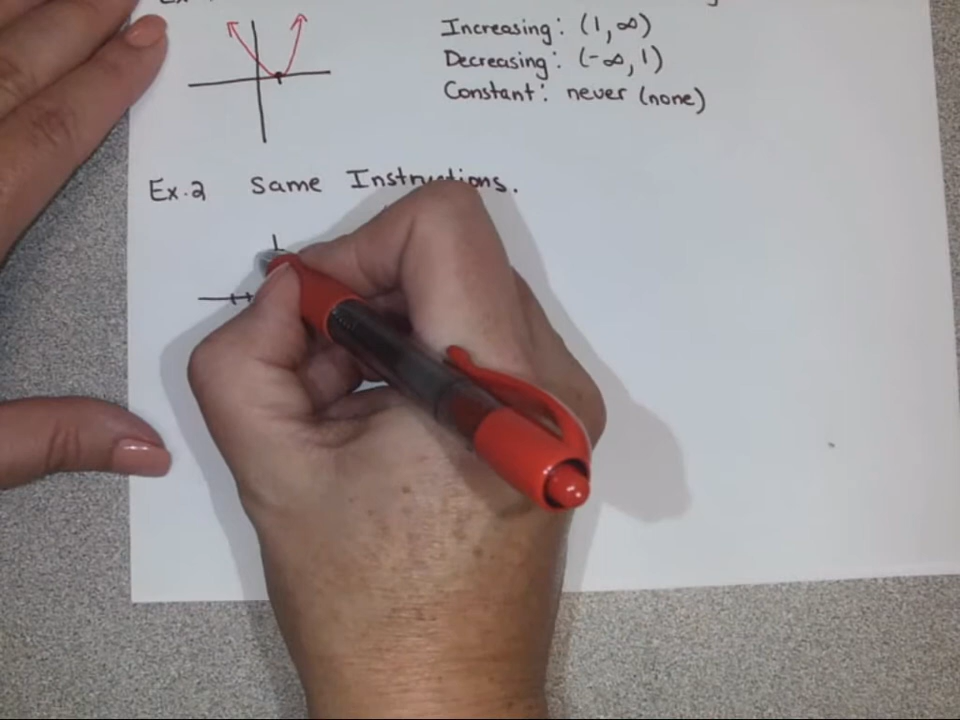 Increasing: (1, ∞)
Decreasing: (-∞, 1)
Constant: never (none)
Ex.2 Same Instructions.